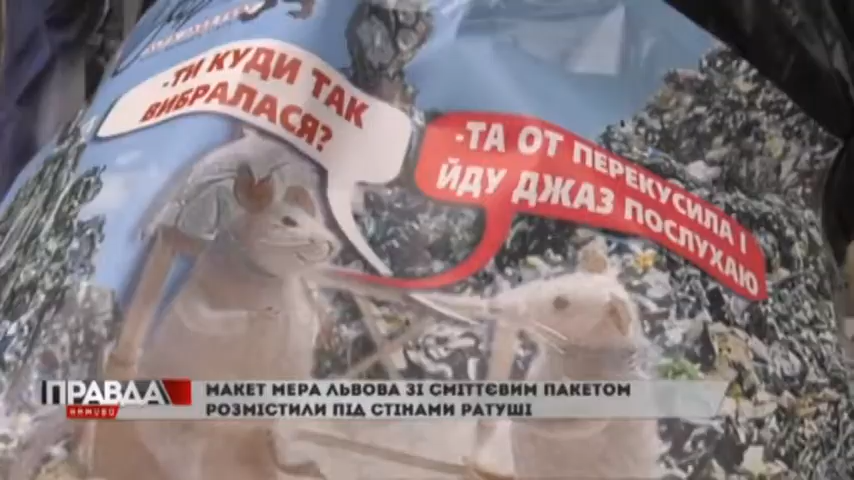 -ТИ КУДИ ТАК
ВИБРАЛАСЯ?
-ТА ОТ ПЕРЕКУСИЛА І
ЙДУ ДЖАЗ ПОСЛУХАЮ
ПРАВДА
НАЖИВО
МАКЕТ МЕРА ЛЬВОВА ЗІ СМІТТЄВИМ ПАКЕТОМ
РОЗМІСТИЛИ ПІД СТІНАМИ РАТУШІ